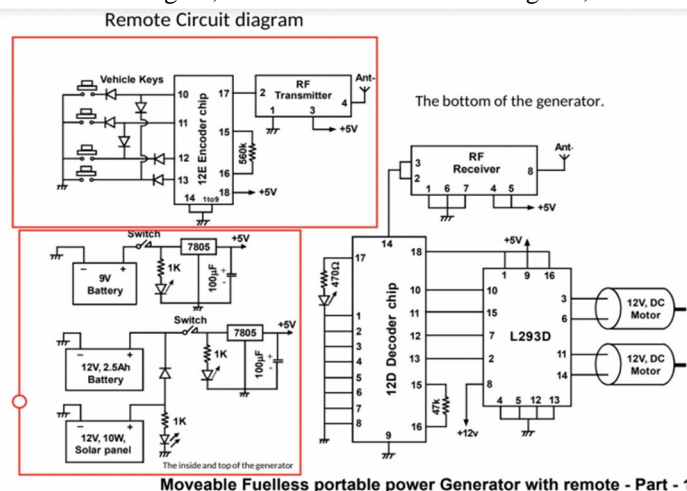 Remote Circuit diagram
Vehicle Keys
10
11
12
13
14
11to9
12E Encoder chip
17
15
16
18
560k
+5V
2
RF
Transmitter
1
3
4
Ant-
+5V
The bottom of the generator.
3
2
RF
Receiver
8
Ant-
1 6 7 4 5
+5V
Switch
9V
Battery
- +
1K
7805
100µF
+
-
+5V
Switch
12V, 2.5Ah
Battery
- +
1K
7805
100µF
+
-
+5V
12V, 10W,
Solar panel
- +
1K
The inside and top of the generator
14
17
470Ω
1
2
3
4
5
6
7
8
9
12D Decoder chip
18
10
11
12
13
15
16
47k
+5V
1 9 16
10
15
7
2
8
L293D
3
6
11
14
4 5 12 13
+12v
12V, DC
Motor
12V, DC
Motor
Moveable Fuelless portable power Generator with remote - Part -